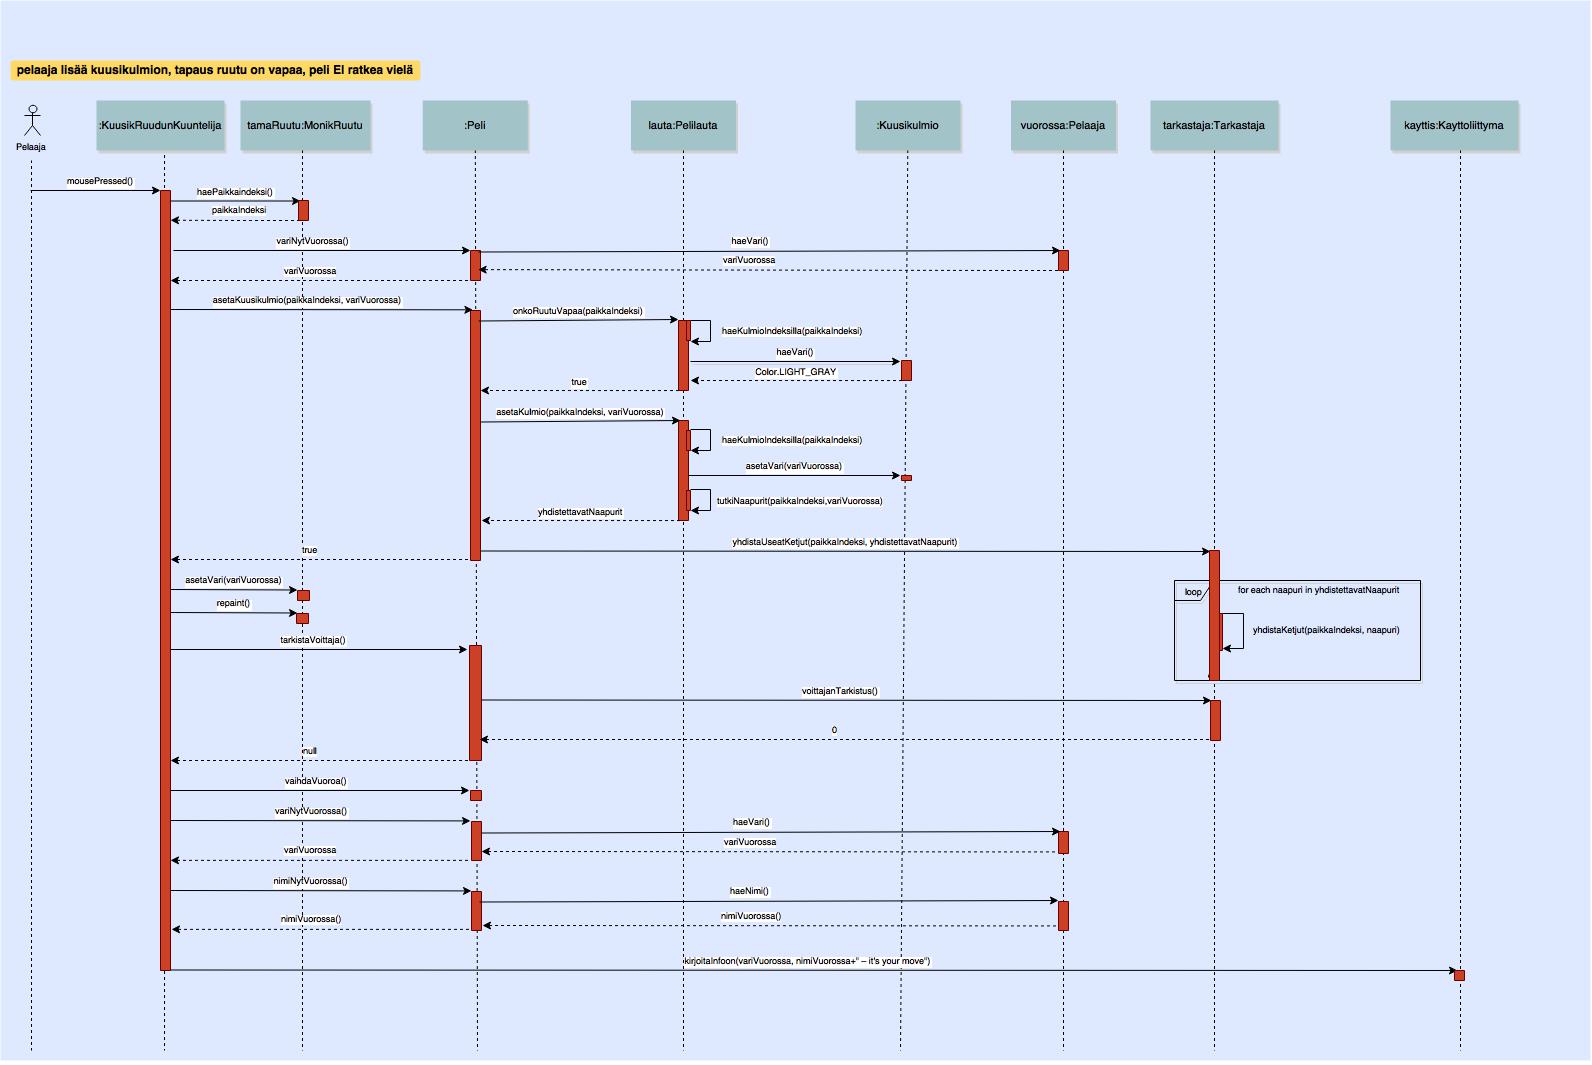 pelaaja lisää kuusikulmion, tapaus ruutu on vapaa, peli EI ratkea vielä
Pelaaja
:KuusikRuudunKuuntelija
tamaRuutu:MonikRuutu
:Peli
lauta:Pelilauta
:Kuusikulmio
vuorossa:Pelaaja
tarkastaja:Tarkastaja
kayttis:Kayttoliittyma
mousePressed()
haePaikkaindeksi()
paikkaIndeksi
variNytVuorossa()
haeVari()
variVuorossa
variVuorossa
asetaKuusikulmio(paikkaIndeksi, variVuorossa)
onkoRuutuVapaa(paikkaIndeksi)
haeKulmioIndeksilla(paikkaIndeksi)
haeVari()
Color.LIGHT_GRAY
true
asetaKulmio(paikkaIndeksi, variVuorossa)
haeKulmioIndeksilla(paikkaIndeksi)
asetaVari(variVuorossa)
tutkiNaapurit(paikkaIndeksi,variVuorossa)
yhdistettavatNaapurit
yhdistaUseatKetjut(paikkaIndeksi, yhdistettavatNaapurit)
true
asetaVari(variVuorossa)
loop
for each naapuri in yhdistettavatNaapurit
repaint()
yhdistaKetjut(paikkaIndeksi, naapuri)
tarkistaVoittaja()
voittajanTarkistus()
0
null
vaihdaVuoroa()
variNytVuorossa()
haeVari()
variVuorossa
variVuorossa
nimiNytVuorossa()
haeNimi()
nimiVuorossa()
nimiVuorossa()
kirjoitaInfoon(variVuorossa, nimiVuorossa+" – it's your move")